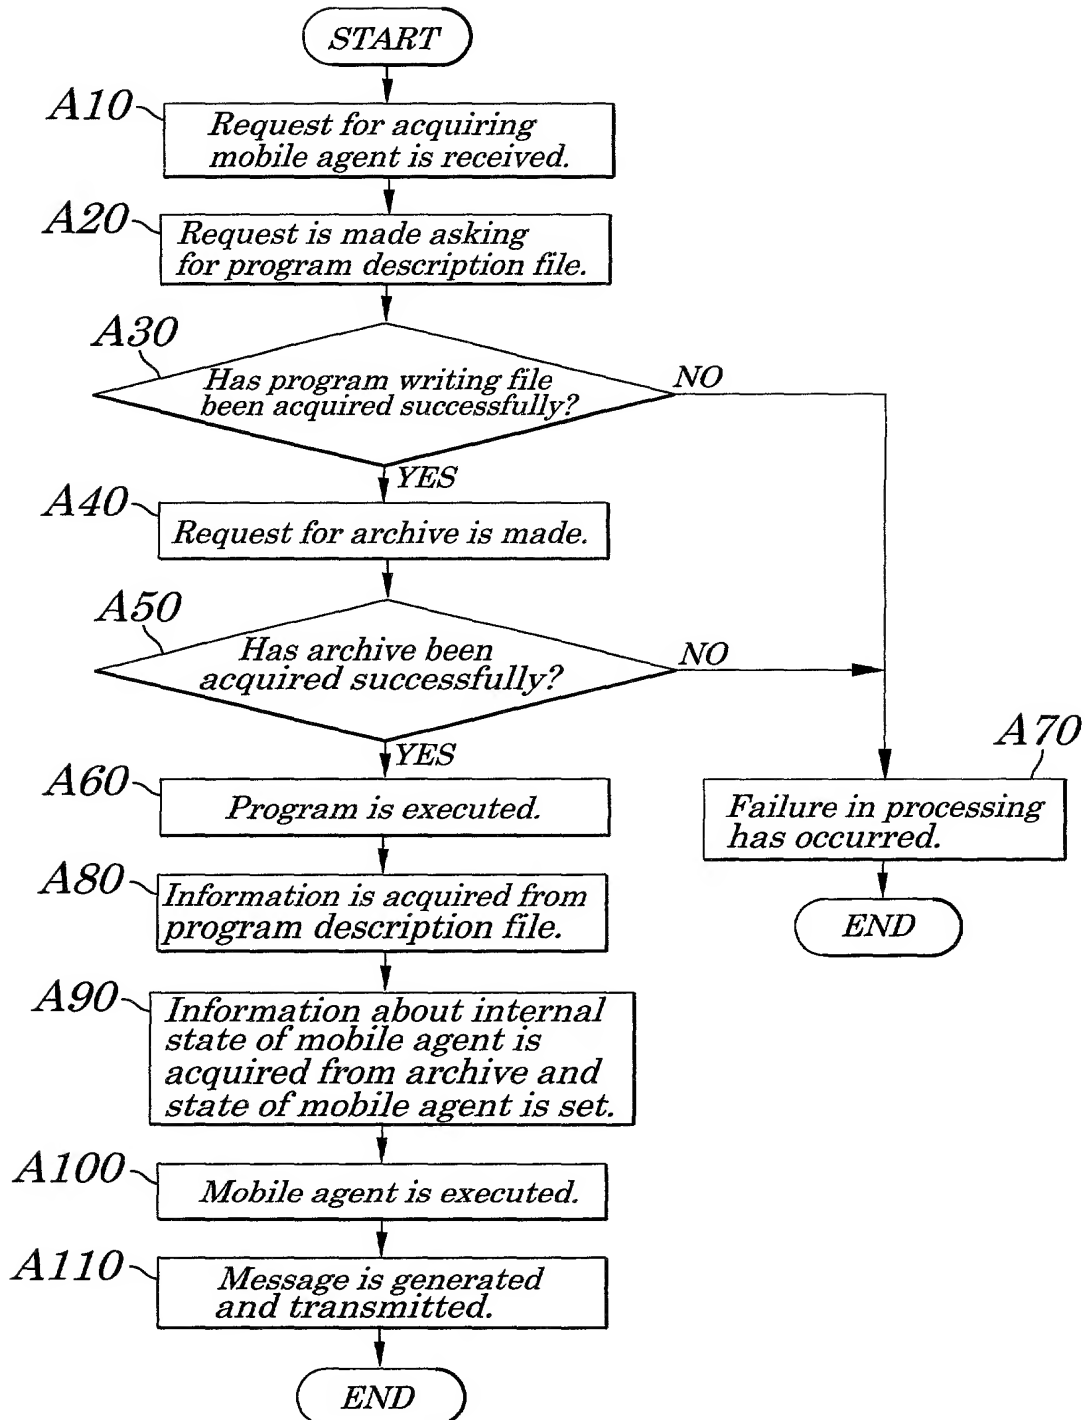 START
A10
Request for acquiring
mobile agent is received.
A20
Request is made asking
for program description file.
A30
Has program writing file
been acquired successfully?
NO
YES
A40
Request for archive is made.
A50
Has archive been
acquired successfully?
NO
YES
A60
Program is executed.
A70
Failure in processing
has occurred.
END
A80
Information is acquired from
program description file.
A90
Information about internal
state of mobile agent is
acquired from archive and
state of mobile agent is set.
A100
Mobile agent is executed.
A110
Message is generated
and transmitted.
END